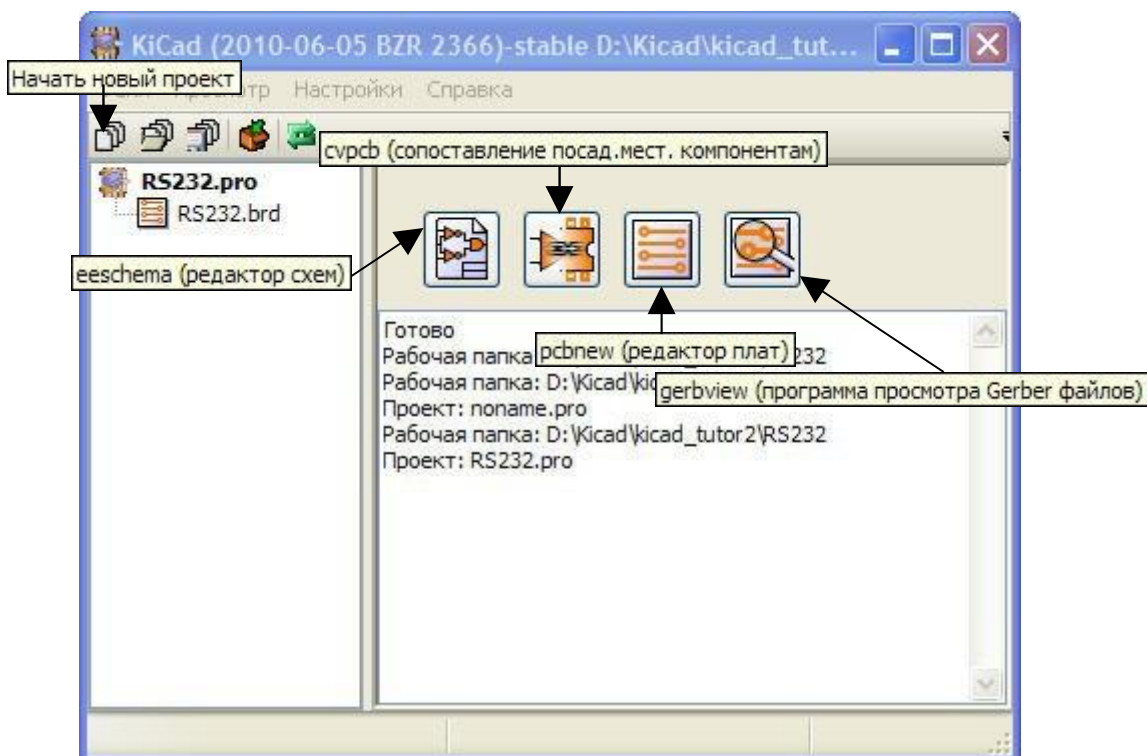 KiCad (2010-06-05 BZR 2366)-stable D:\Kicad\kicad_tut...
Начать новый проект
Настройки Справка
cvpcb (сопоставление посад.мест. компонентам)
RS232.pro
RS232.brd
eeschema (редактор схем)
Готово
Рабочая папка 232
pcbnew (редактор плат)
Рабочая папка: D:\Kicad\kic
gerbview (программа просмотра Gerber файлов)
Проект: noname.pro
Рабочая папка: D:\Kicad\kicad_tutor2\RS232
Проект: RS232.pro